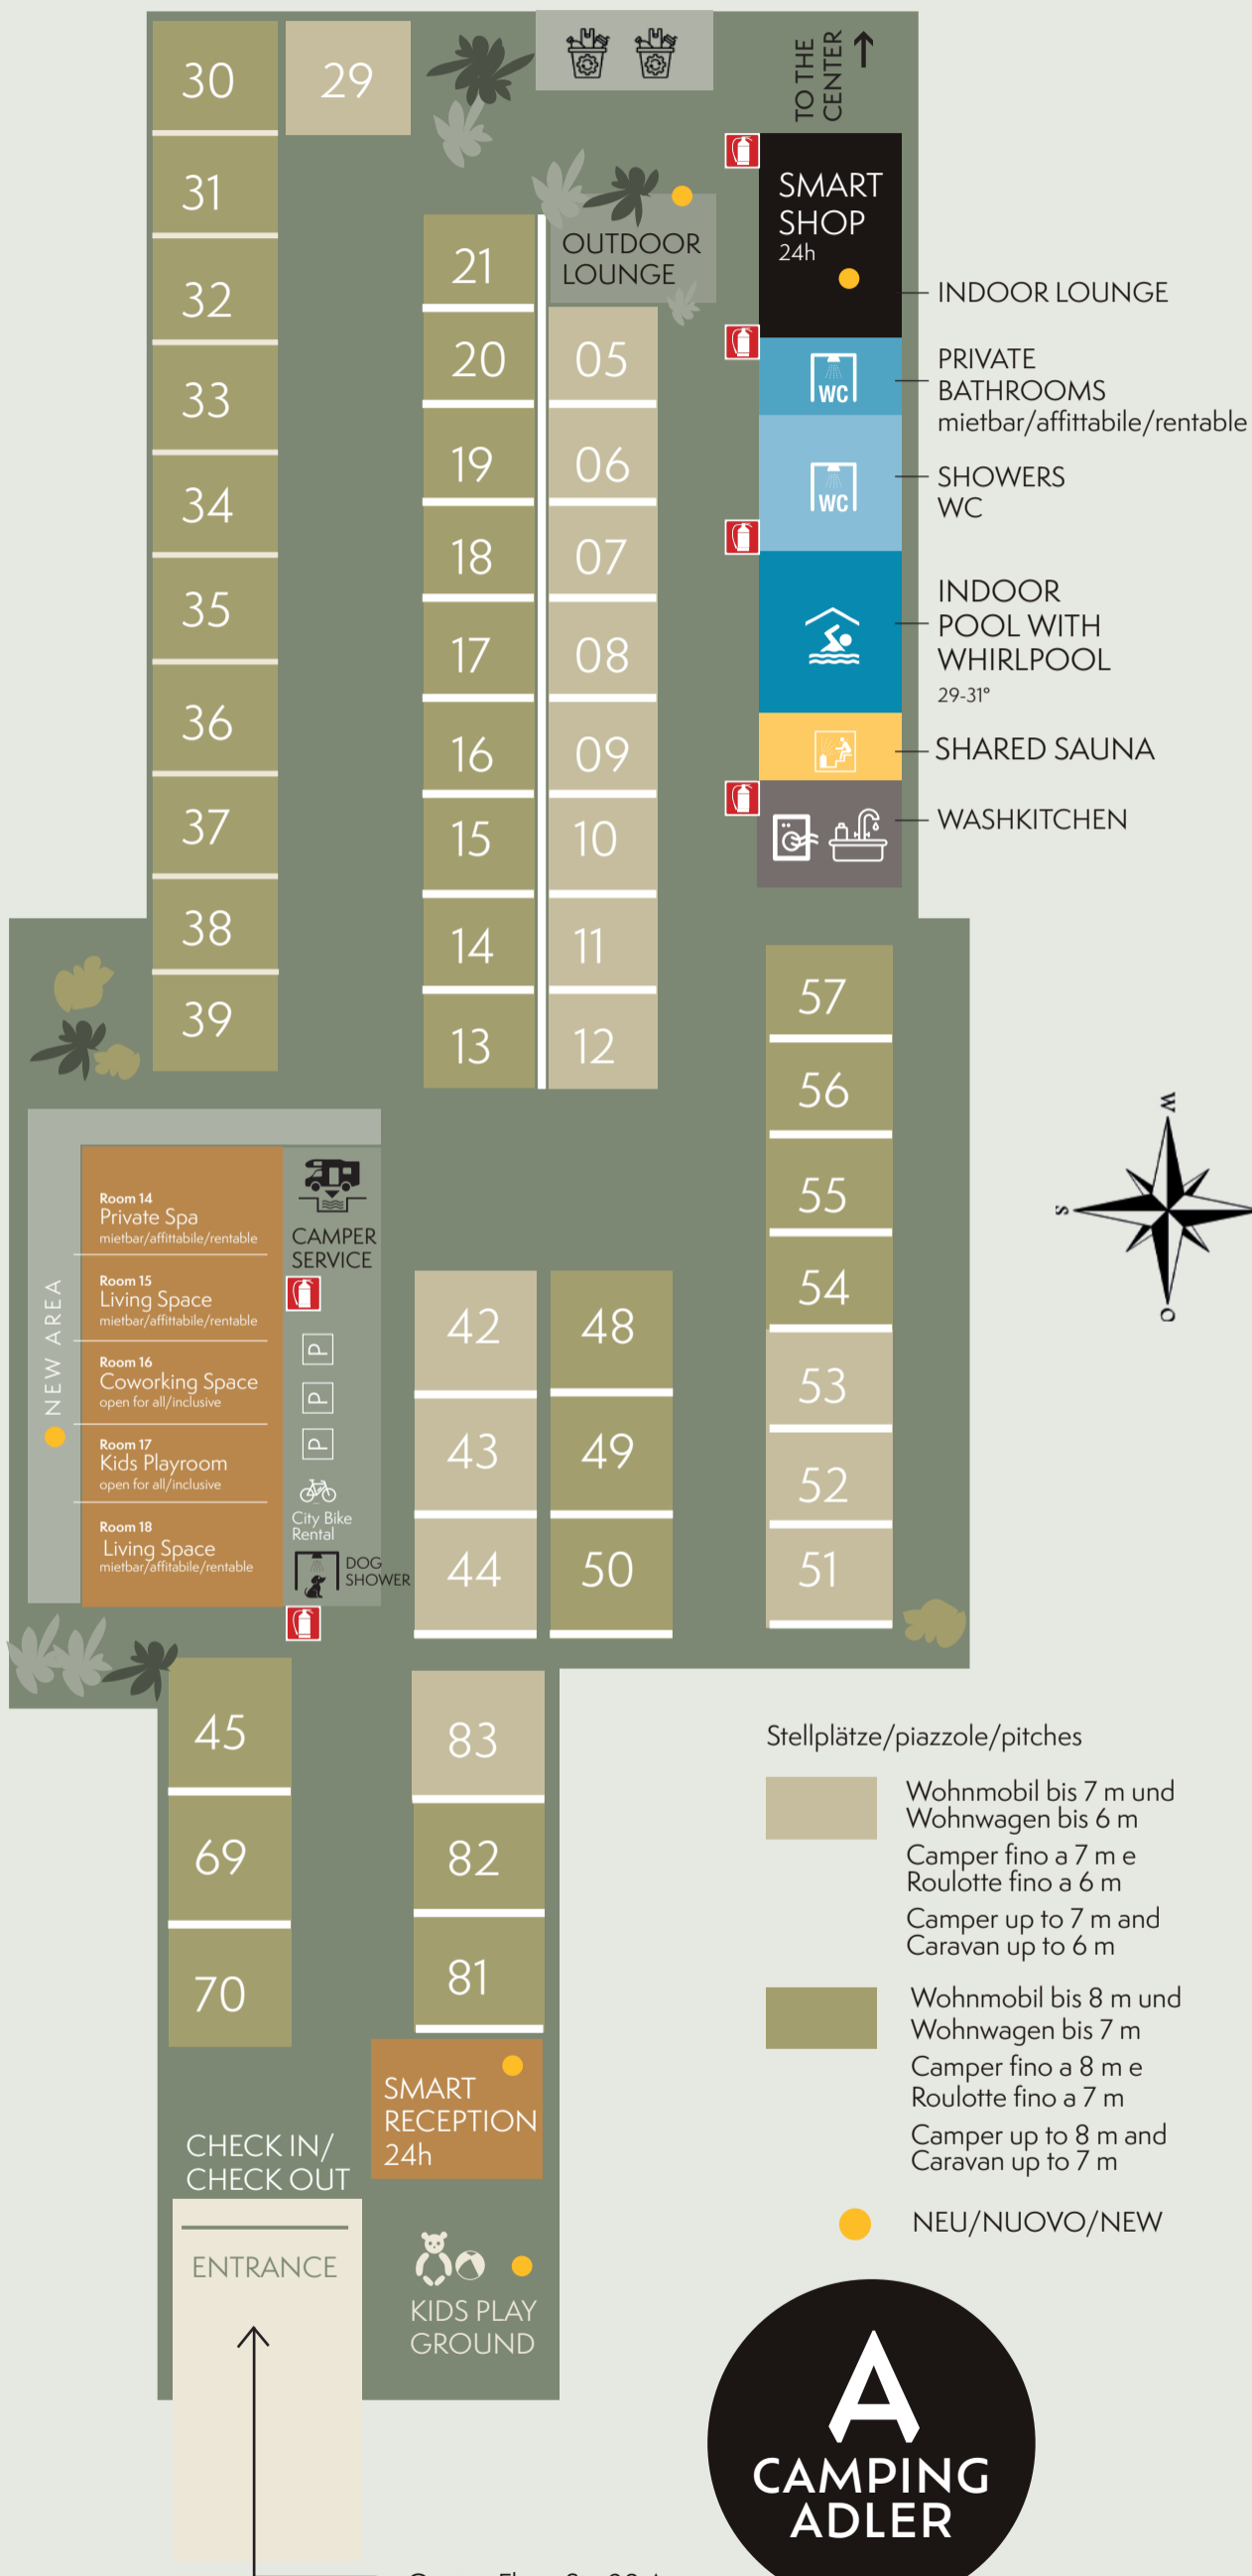 30
29
TO THE
CENTER
31
32
33
34
35
36
37
38
39
21
20
19
18
17
16
15
14
13
OUTDOOR
LOUNGE
05
06
07
08
09
10
11
12
SMART
SHOP
24h
WC
WC
INDOOR LOUNGE
PRIVATE
BATHROOMS
mietbar/affittabile/rentable
SHOWERS
WC
INDOOR
POOL WITH
WHIRLPOOL
29-31°
SHARED SAUNA
WASHKITCHEN
57
56
55
54
53
52
51
W
S
O
NEW AREA
Room 14
Private Spa
mietbar/affittabile/rentable
Room 15
Living Space
mietbar/affittabile/rentable
Room 16
Coworking Space
open for all/inclusive
Room 17
Kids Playroom
open for all/inclusive
Room 18
Living Space
mietbar/affitabile/rentable
CAMPER
SERVICE
P
P
P
City Bike
Rental
DOG
SHOWER
42
43
44
48
49
50
45
69
70
83
82
81
SMART
RECEPTION
24h
CHECK IN/
CHECK OUT
ENTRANCE
KIDS PLAY
GROUND
Stellplätze/piazzole/pitches
Wohnmobil bis 7 m und
Wohnwagen bis 6 m
Camper fino a 7 m e
Roulotte fino a 6 m
Camper up to 7 m and
Caravan up to 6 m
Wohnmobil bis 8 m und
Wohnwagen bis 7 m
Camper fino a 8 m e
Roulotte fino a 7 m
Camper up to 8 m and
Caravan up to 7 m
NEU/NUOVO/NEW
A
CAMPING
ADLER